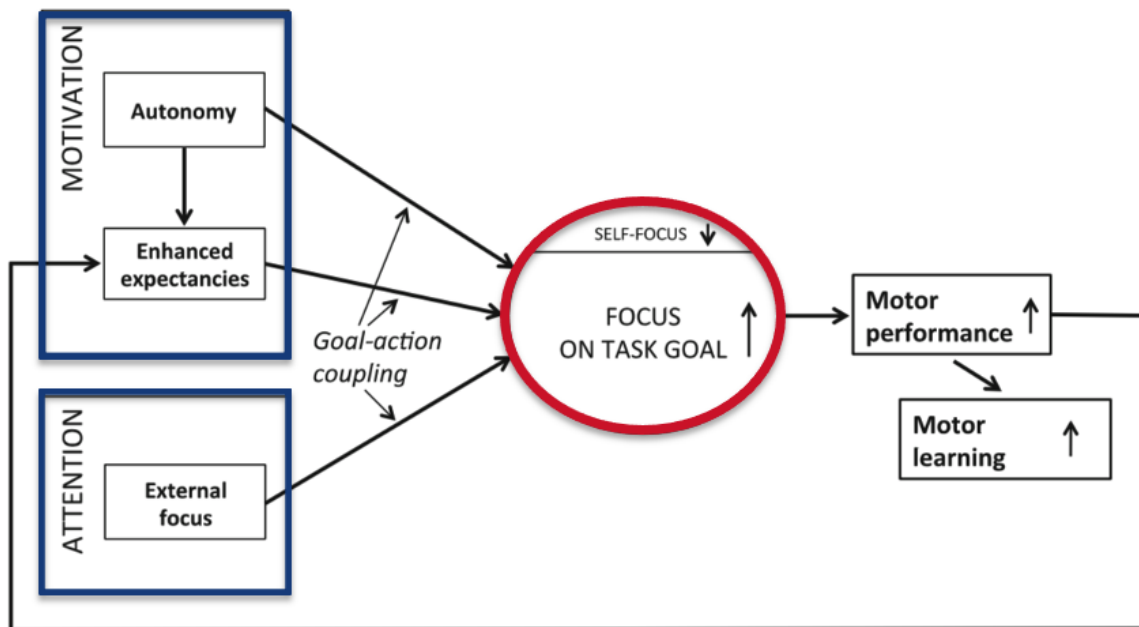 MOTIVATION
Autonomy
Enhanced
expectancies
ATTENTION
External
focus
Goal-action
coupling
SELF-FOCUS
FOCUS
ON TASK GOAL
Motor
performance
Motor
learning